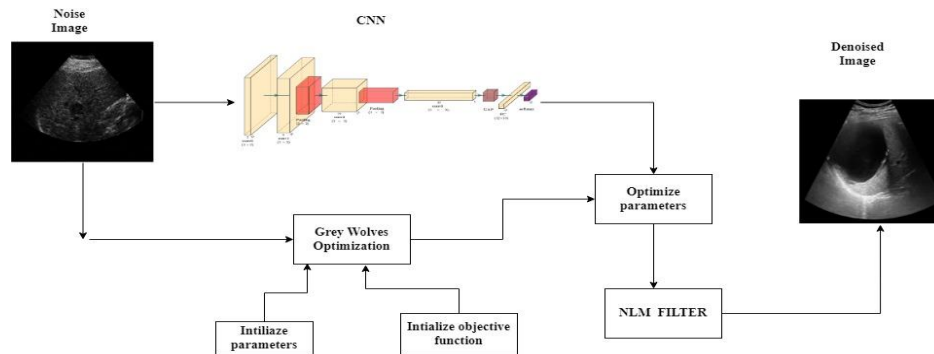 Noise
Image
CNN
Denoised
Image
Optimize
parameters
Grey Wolves
Optimization
NLM FILTER
Intiliaze
parameters
Intialize objective
function